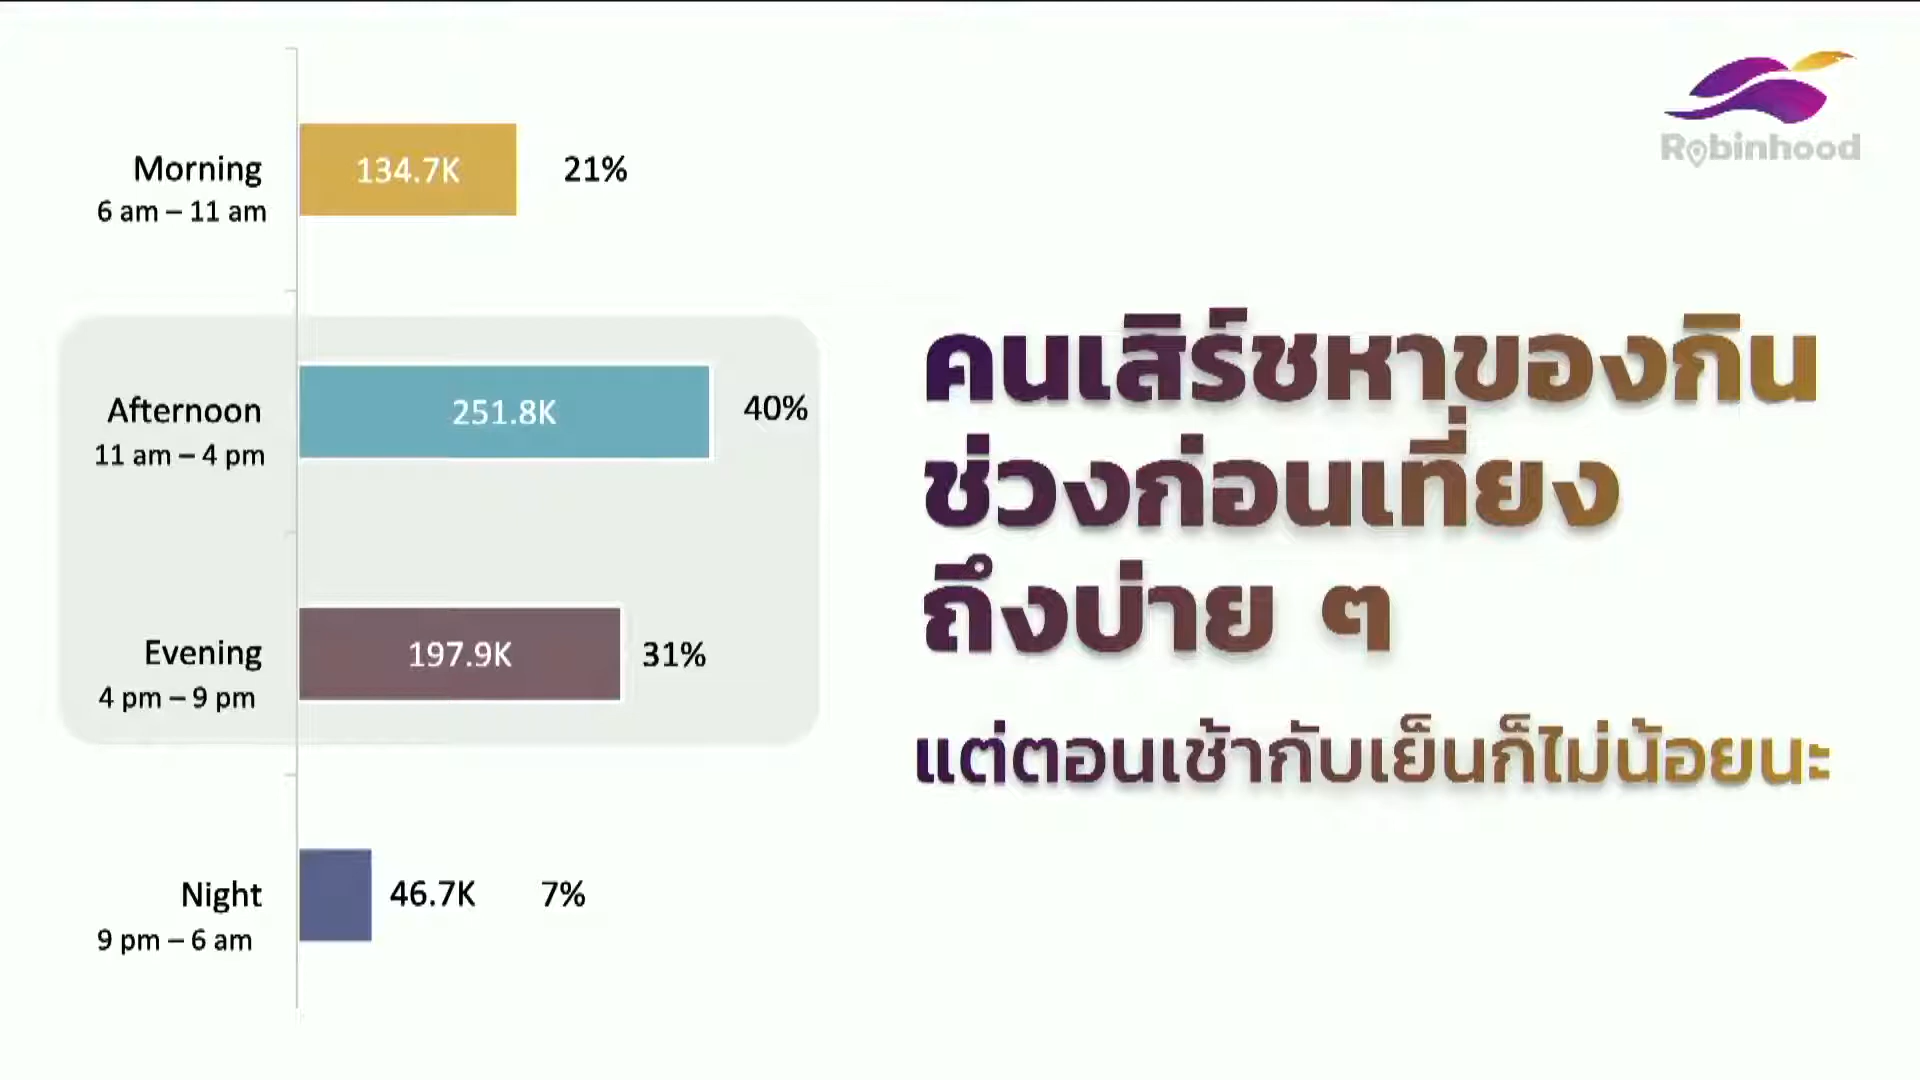 Robinhood
Morning
6 am – 11 am
134.7K
21%
Afternoon
11 am – 4 pm
251.8K
40%
Evening
4 pm – 9 pm
197.9K
31%
Night
9 pm – 6 am
46.7K
7%
คนเสิร์ชหาของกิน
ช่วงก่อนเที่ยง
ถึงบ่าย ๆ
แต่ตอนเช้ากับเย็นก็ไม่น้อยนะ